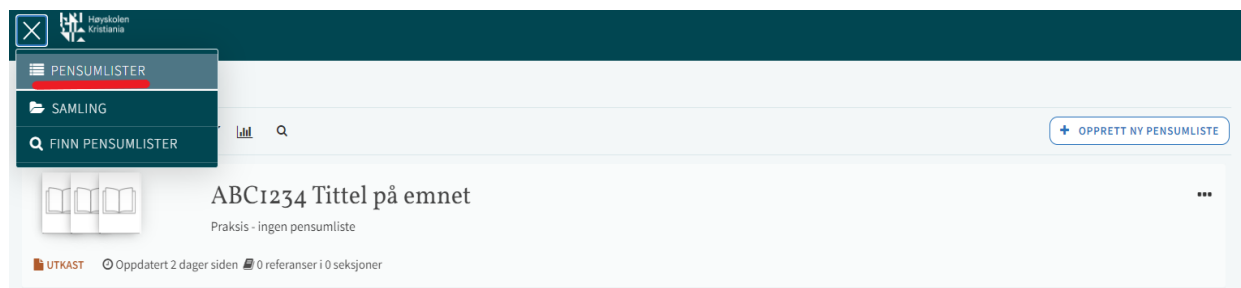 Høyskolen
Kristiania
PENSUMLISTER
SAMLING
FINN PENSUMLISTER
+ OPPRETT NY PENSUMLISTE
ABC1234 Tittel på emnet
Praksis - ingen pensumliste
UTKAST Oppdatert 2 dager siden 0 referanser i 0 seksjoner